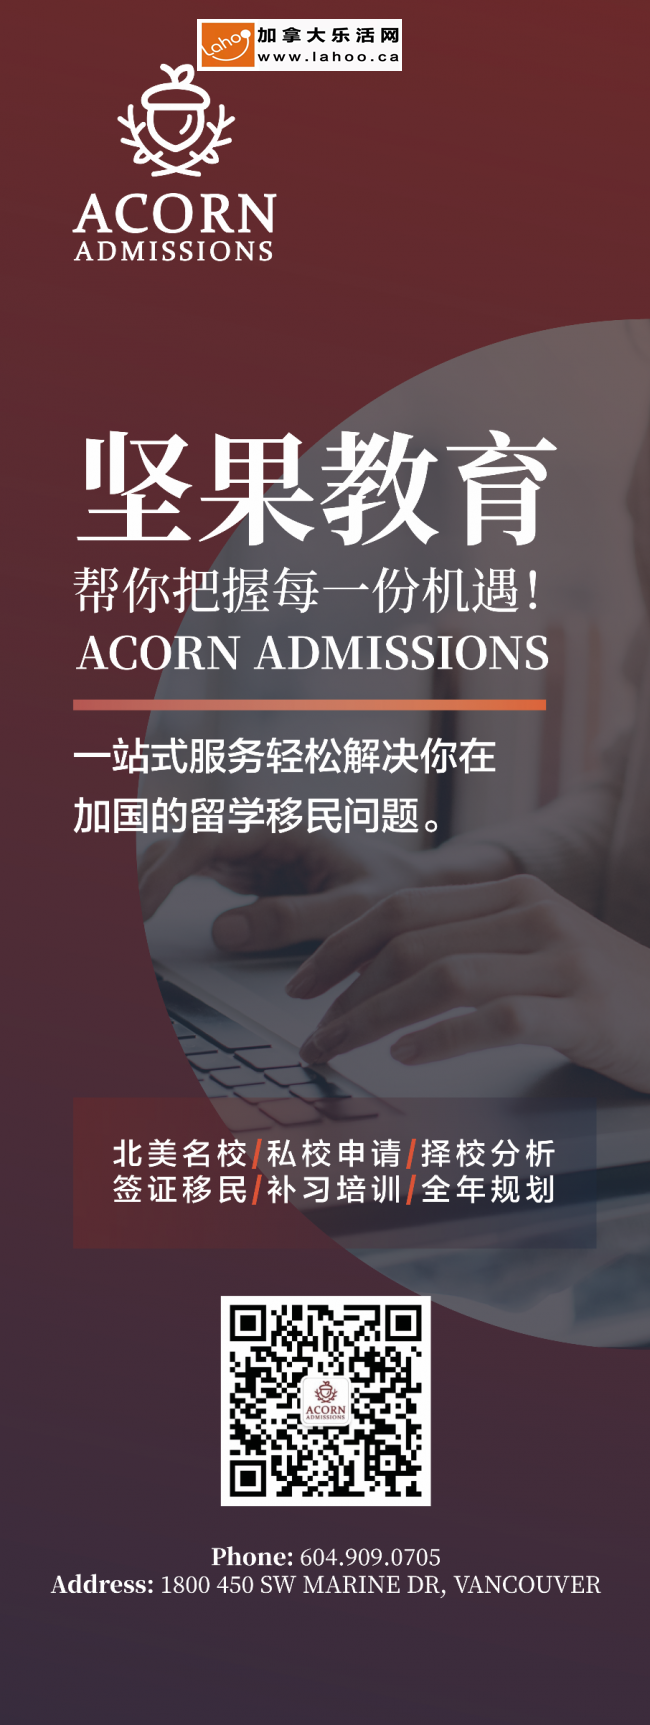 Lahoo
加拿大乐活网
www.lahoo.ca
ACORN
ADMISSIONS
坚果教育
帮你把握每一份机遇！
ACORN ADMISSIONS
一站式服务轻松解决你在
加国的留学移民问题。
北美名校/私校申请/择校分析
签证移民/补习培训/全年规划
ACORN
ADMISSIONS
Phone: 604.909.0705
Address: 1800 450 SW MARINE DR, VANCOUVER